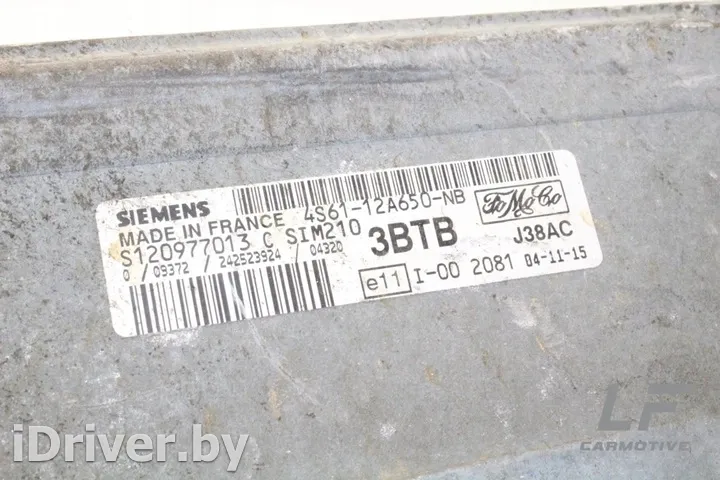 SIEMENS
MADE IN FRANCE 4S61-12A650-NB FoMoCo
S120977013 C SIM210 3BTB J38AC
0 / 09372 / 242523924 / 04320
e11 I-00 2081 04-11-15
LF
CARMOTIVE
iDriver.by